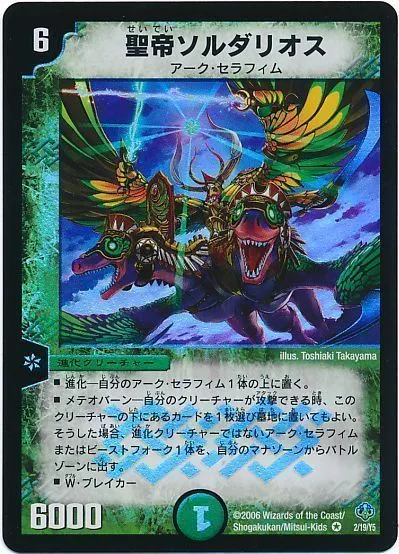 6
せいてい
聖帝ソルダリオス
アーク・セラフィム
illus. Toshiaki Takayama
進化クリーチャー
■ 進化―自分のアーク・セラフィム1体の上に置く。
■ メテオバーン―自分のクリーチャーが攻撃できる時、この
クリーチャーの下にあるカードを1枚選び墓地に置いてもよい。
そうした場合、進化クリーチャーではないアーク・セラフィム
またはビーストフォーク1体を、自分のマナゾーンからバトル
ゾーンに出す。
■ W・ブレイカー
6000
1
©2006 Wizards of the Coast/
Shogakukan/Mitsui-Kids
2/19/Y5